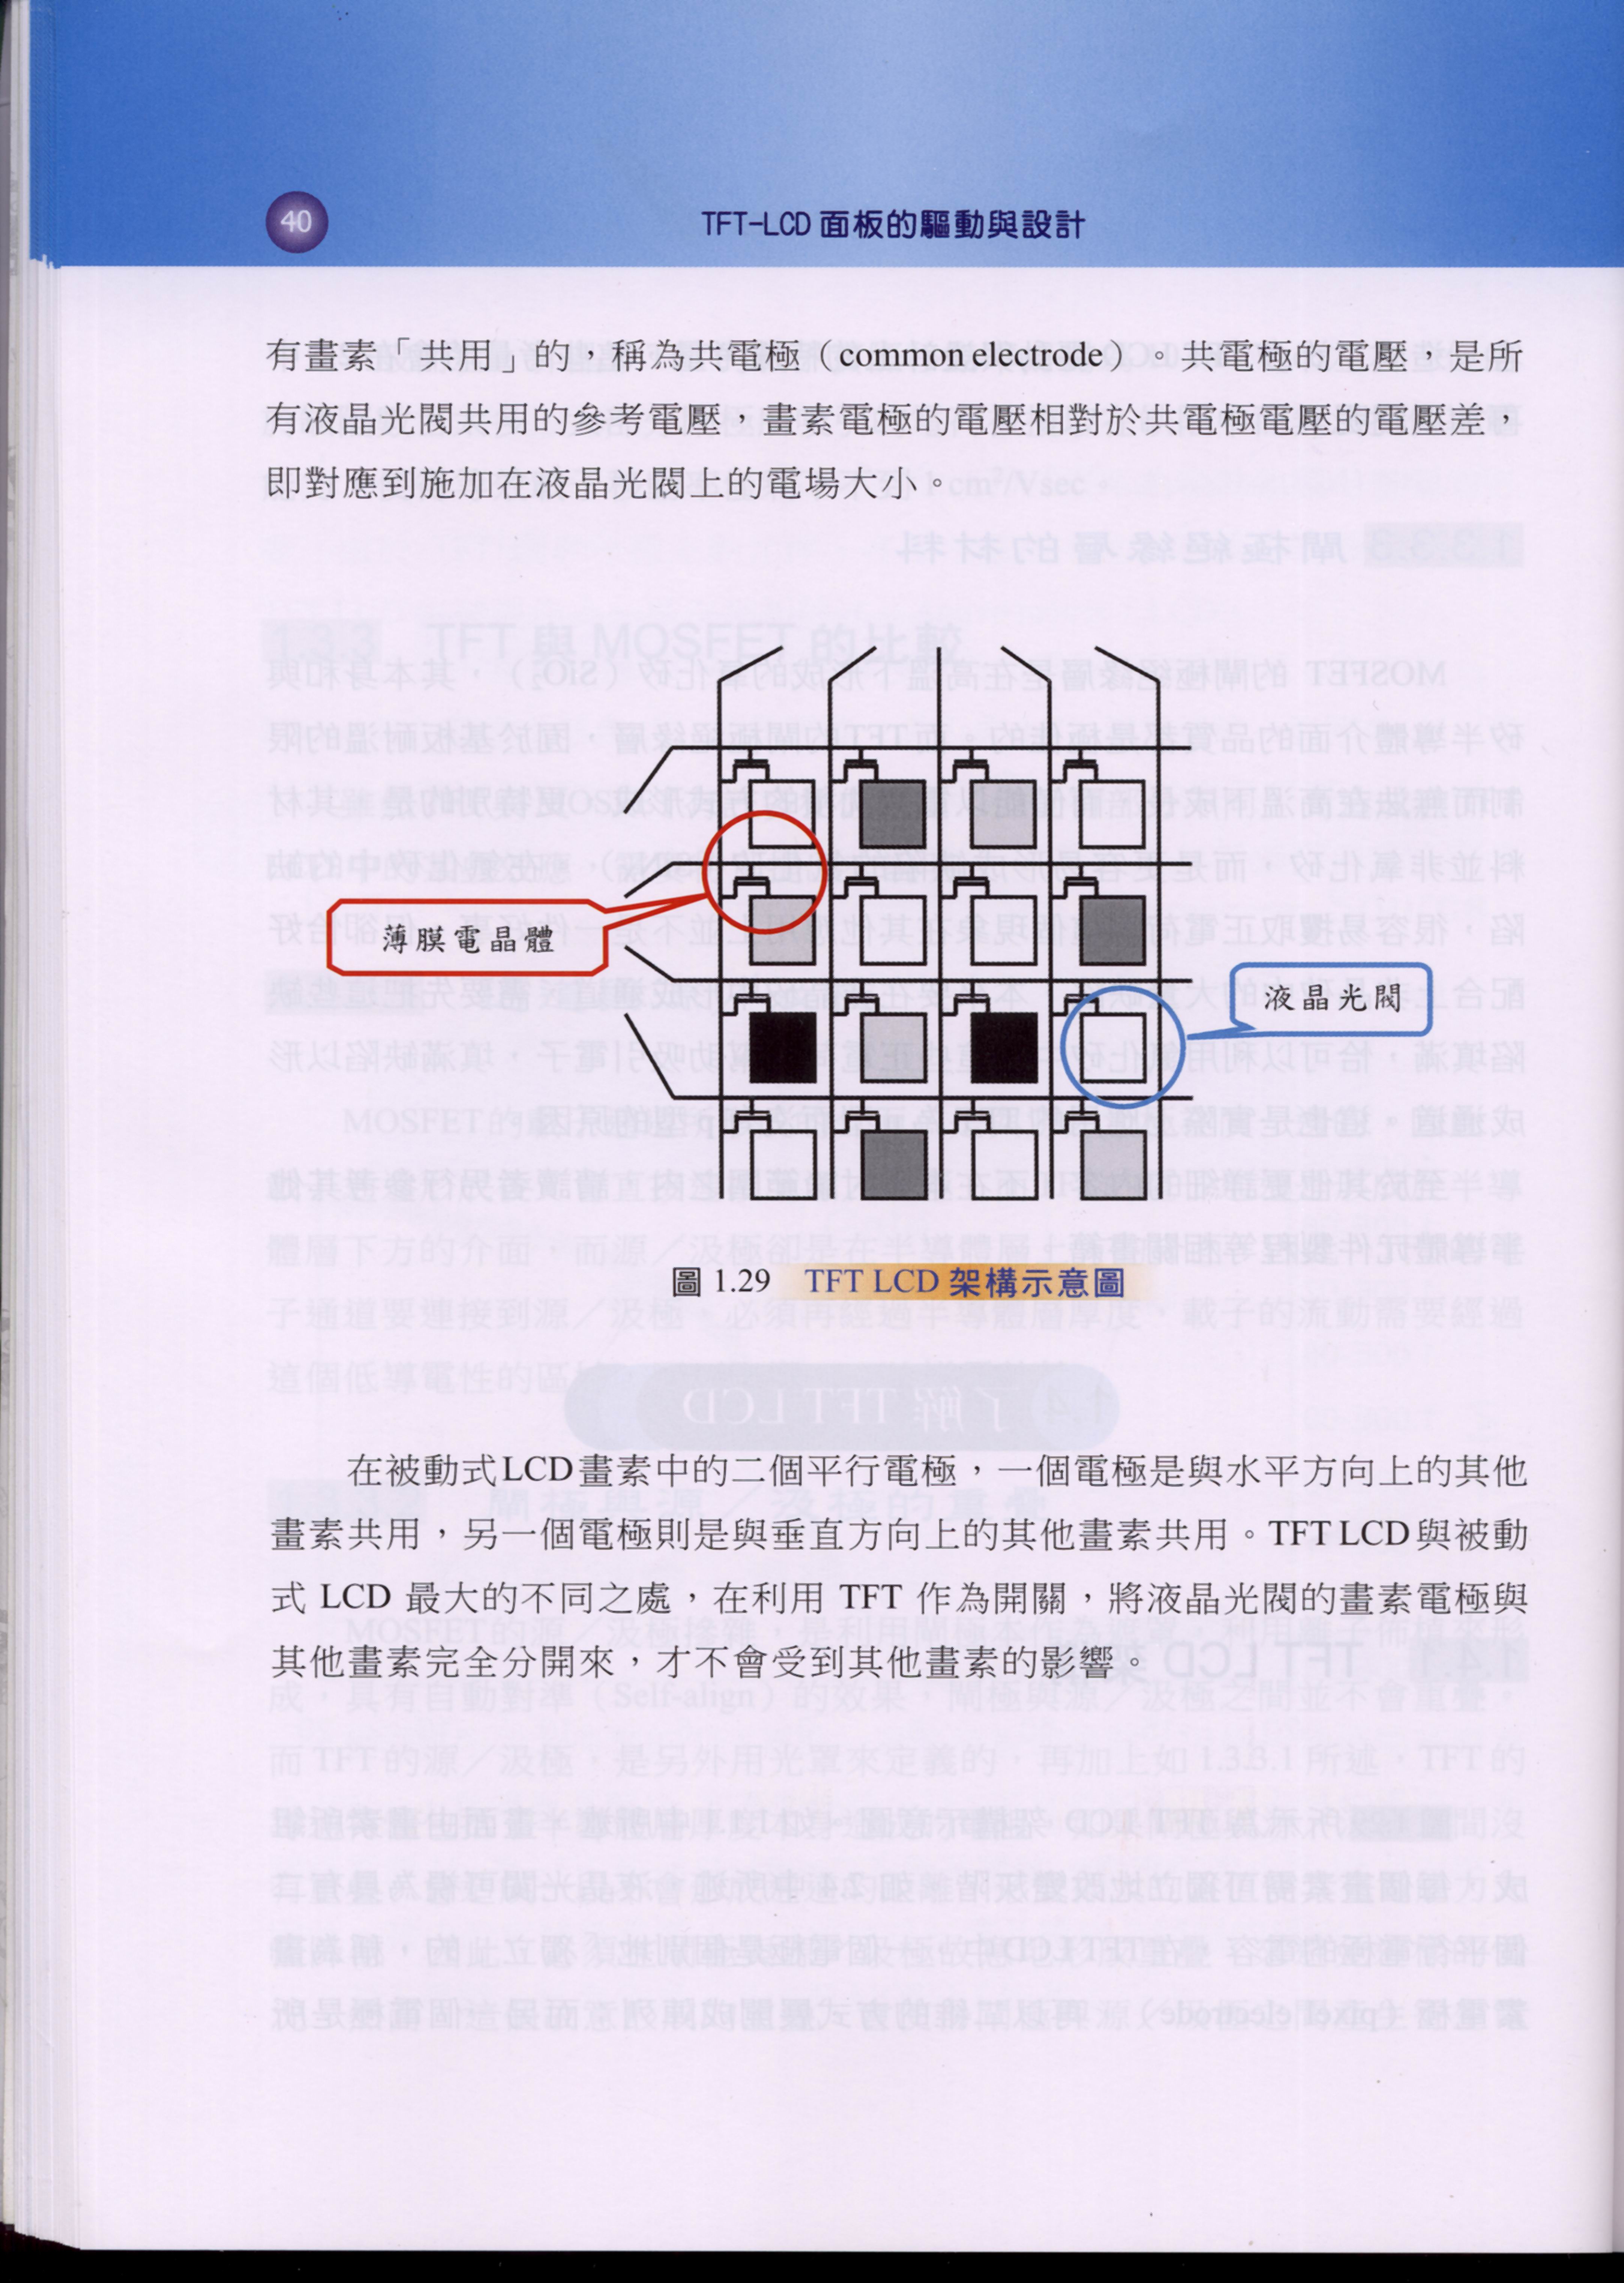 40
TFT-LCD 面板的驅動與設計
有畫素「共用」的，稱為共電極（common electrode）。共電極的電壓，是所
有液晶光閥共用的參考電壓，畫素電極的電壓相對於共電極電壓的電壓差，
即對應到施加在液晶光閥上的電場大小。
薄膜電晶體
液晶光閥
圖 1.29 TFT LCD 架構示意圖
在被動式LCD畫素中的二個平行電極，一個電極是與水平方向上的其他
畫素共用，另一個電極則是與垂直方向上的其他畫素共用。TFT LCD與被動
式 LCD 最大的不同之處，在利用 TFT 作為開關，將液晶光閥的畫素電極與
其他畫素完全分開來，才不會受到其他畫素的影響。